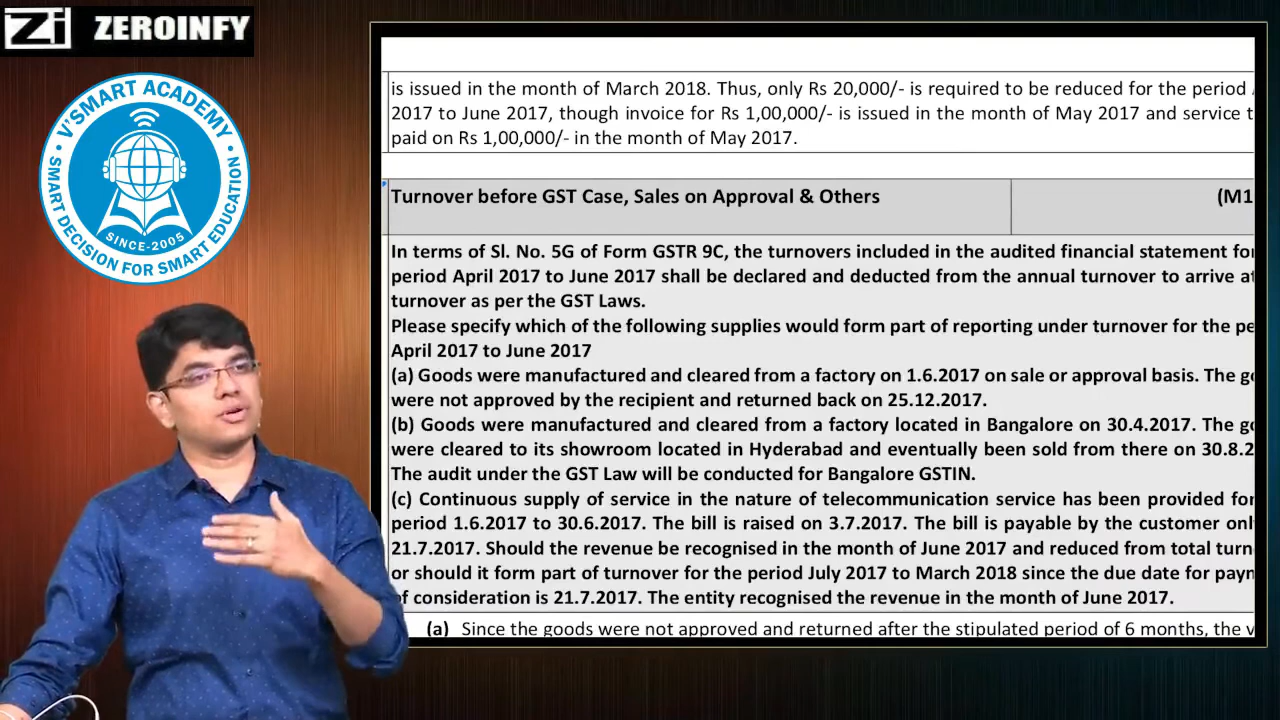 Zi ZEROINFY
V'SMART ACADEMY
SMART DECISION FOR SMART EDUCATION
SINCE-2005
is issued in the month of March 2018. Thus, only Rs 20,000/- is required to be reduced for the period
2017 to June 2017, though invoice for Rs 1,00,000/- is issued in the month of May 2017 and service t
paid on Rs 1,00,000/- in the month of May 2017.
Turnover before GST Case, Sales on Approval & Others (M1
In terms of Sl. No. 5G of Form GSTR 9C, the turnovers included in the audited financial statement for
period April 2017 to June 2017 shall be declared and deducted from the annual turnover to arrive at
turnover as per the GST Laws.
Please specify which of the following supplies would form part of reporting under turnover for the pe
April 2017 to June 2017
(a) Goods were manufactured and cleared from a factory on 1.6.2017 on sale or approval basis. The go
were not approved by the recipient and returned back on 25.12.2017.
(b) Goods were manufactured and cleared from a factory located in Bangalore on 30.4.2017. The go
were cleared to its showroom located in Hyderabad and eventually been sold from there on 30.8.2
The audit under the GST Law will be conducted for Bangalore GSTIN.
(c) Continuous supply of service in the nature of telecommunication service has been provided for
period 1.6.2017 to 30.6.2017. The bill is raised on 3.7.2017. The bill is payable by the customer onl
21.7.2017. Should the revenue be recognised in the month of June 2017 and reduced from total turn
or should it form part of turnover for the period July 2017 to March 2018 since the due date for payn
of consideration is 21.7.2017. The entity recognised the revenue in the month of June 2017.
(a) Since the goods were not approved and returned after the stipulated period of 6 months, the v